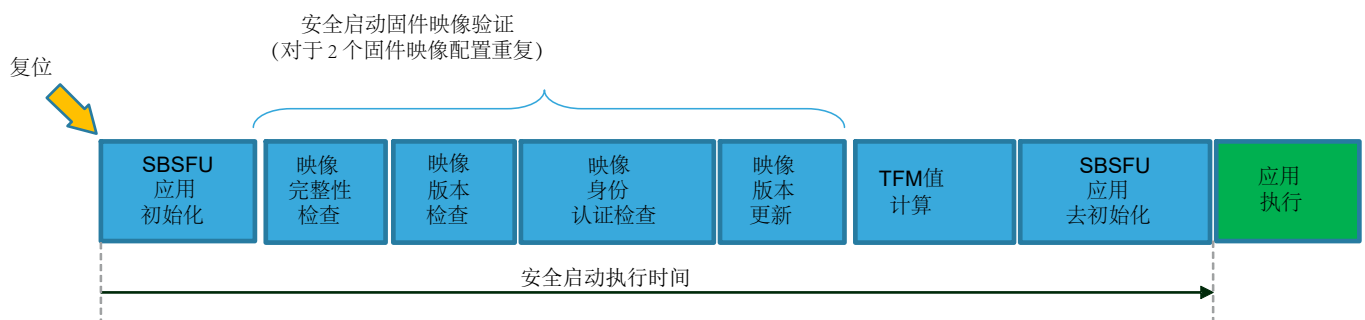 安全启动固件映像验证
(对于 2 个固件映像配置重复)
复位
SBSFU
应用
初始化
映像
完整性
检查
映像
版本
检查
映像
身份
认证检查
映像
版本
更新
TFM值
计算
SBSFU
应用
去初始化
应用
执行
安全启动执行时间